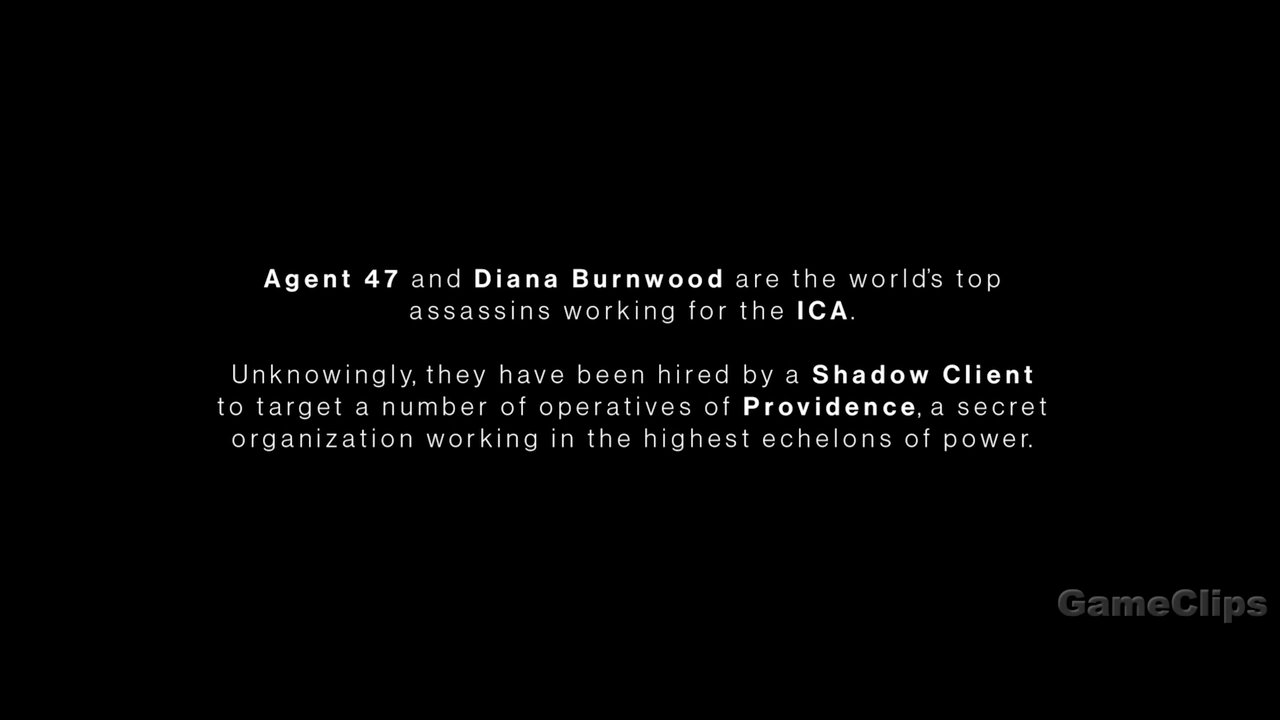 Agent 47 and Diana Burnwood are the world's top
assassins working for the ICA.
Unknowingly, they have been hired by a Shadow Client
to target a number of operatives of Providence, a secret
organization working in the highest echelons of power.
GameClips